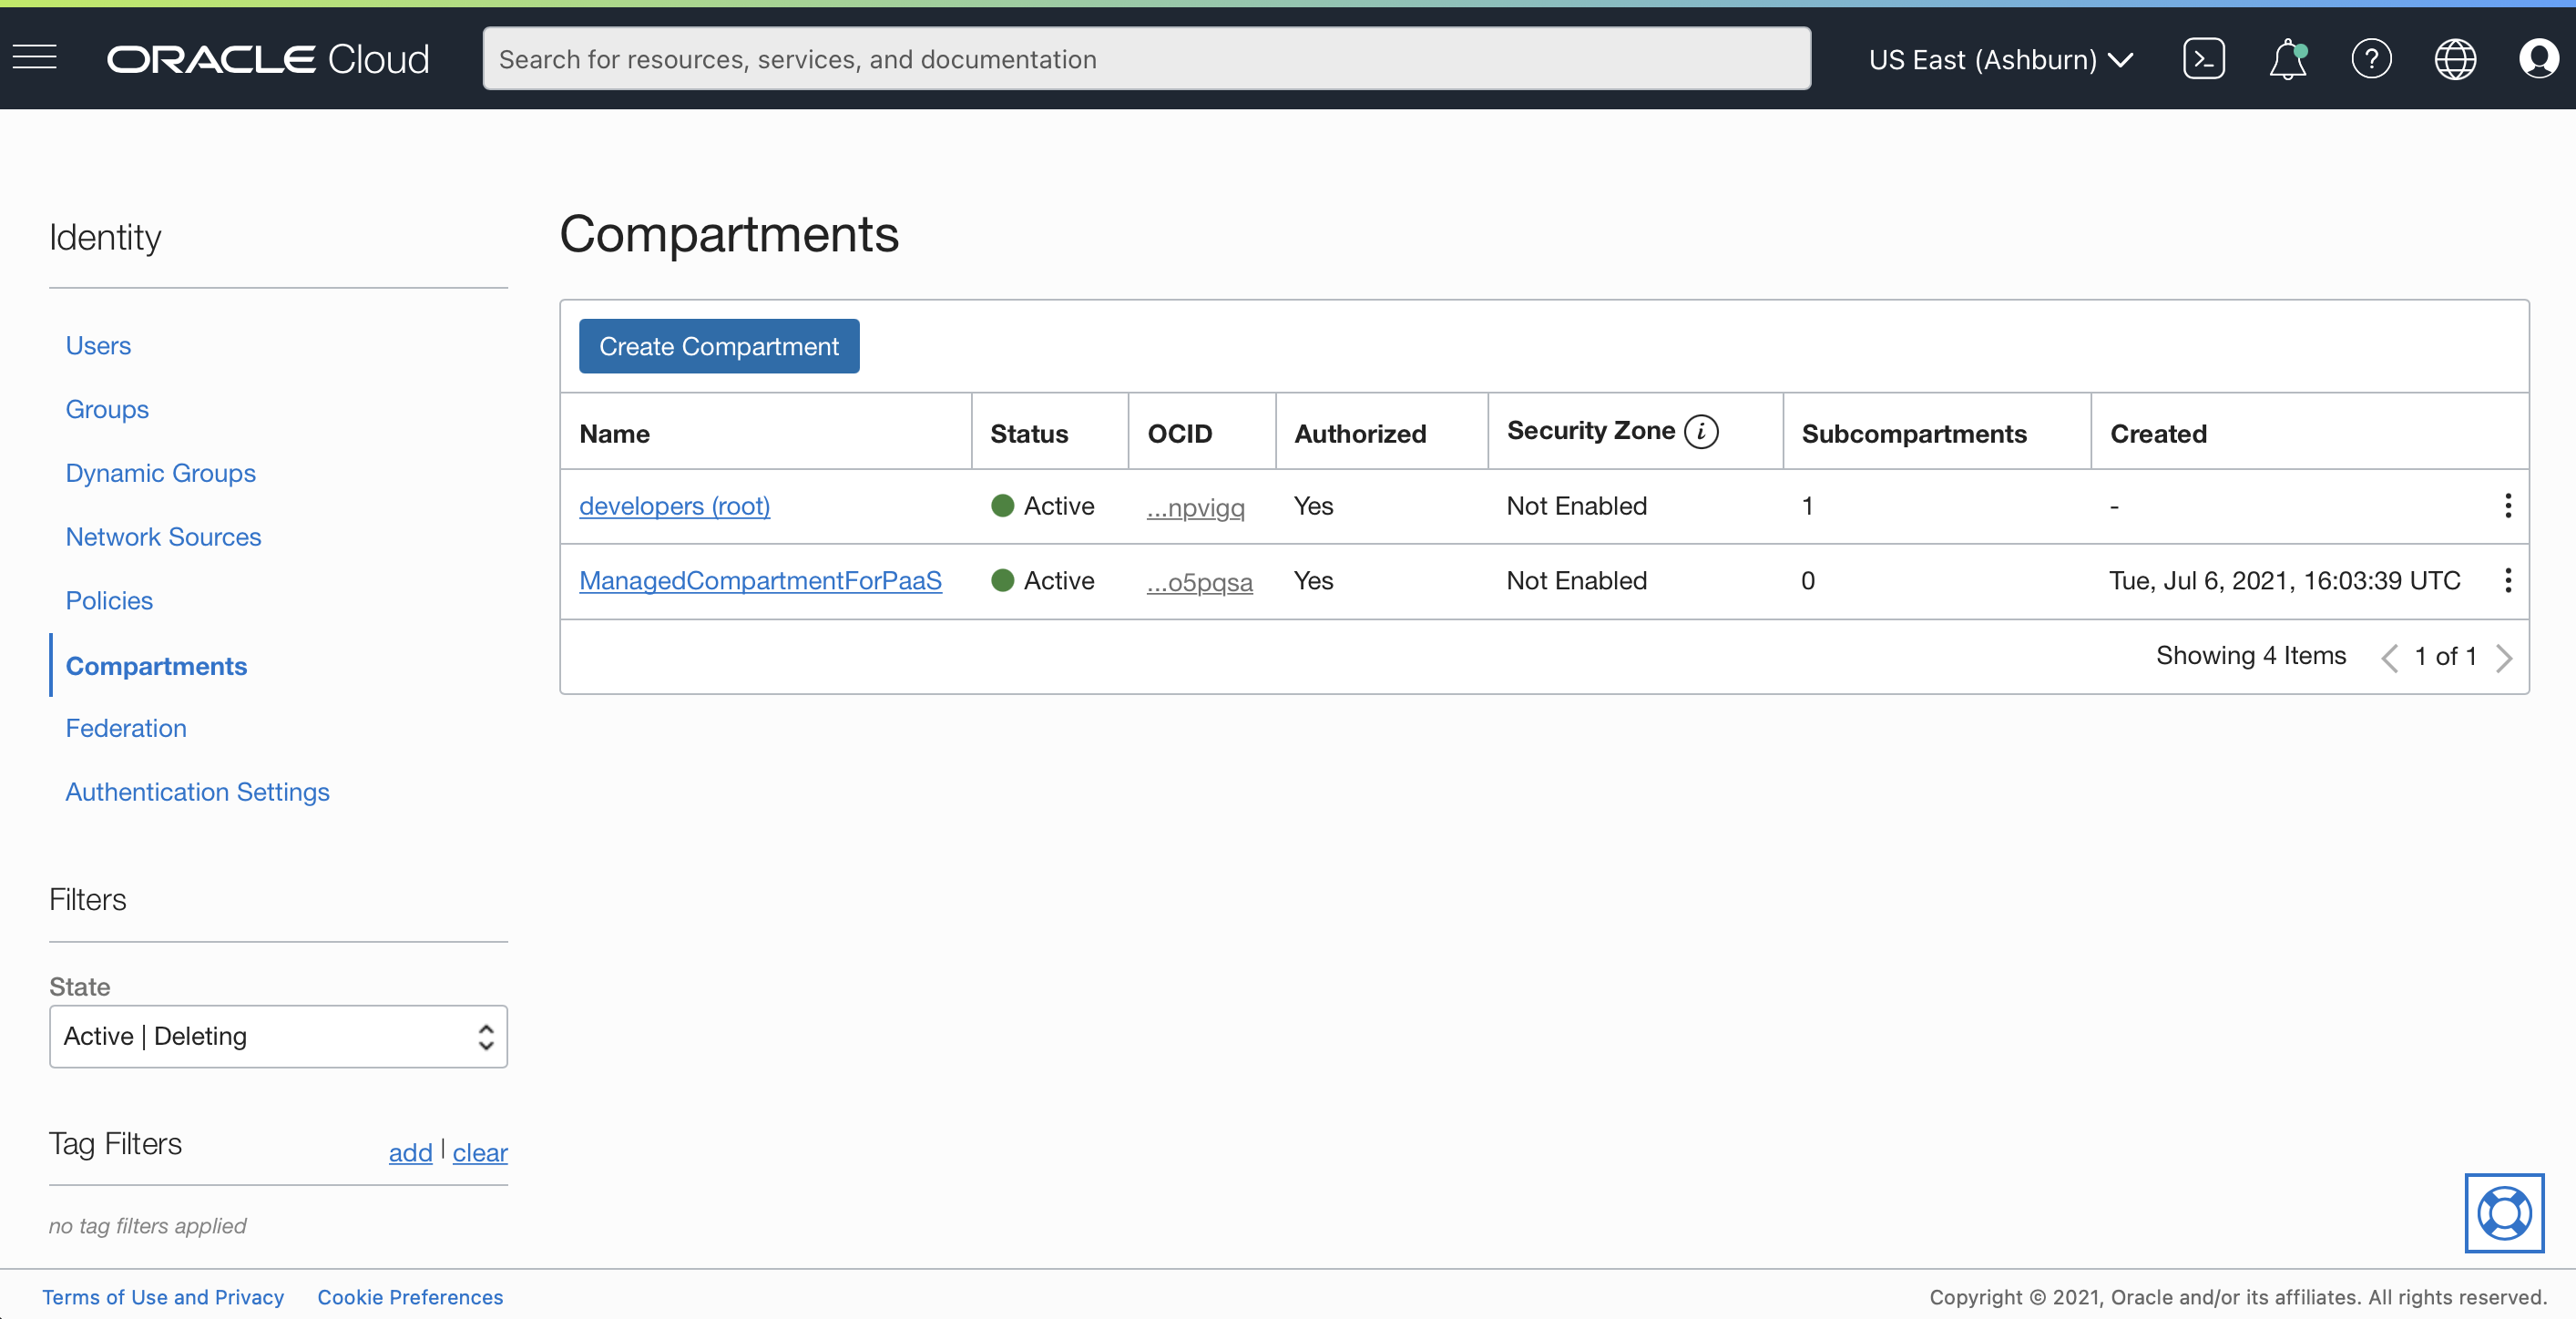 ORACLE Cloud
Search for resources, services, and documentation
US East (Ashburn)
Identity
Users
Groups
Dynamic Groups
Network Sources
Policies
Compartments
Federation
Authentication Settings
Filters
State
Active | Deleting
Tag Filters
add | clear
no tag filters applied
Compartments
Create Compartment
Name Status OCID Authorized Security Zone i Subcompartments Created
developers (root) Active ...npvigq Yes Not Enabled 1 -
ManagedCompartmentForPaaS Active ...o5pqsa Yes Not Enabled 0 Tue, Jul 6, 2021, 16:03:39 UTC
Showing 4 Items 1 of 1
Terms of Use and Privacy Cookie Preferences
Copyright © 2021, Oracle and/or its affiliates. All rights reserved.